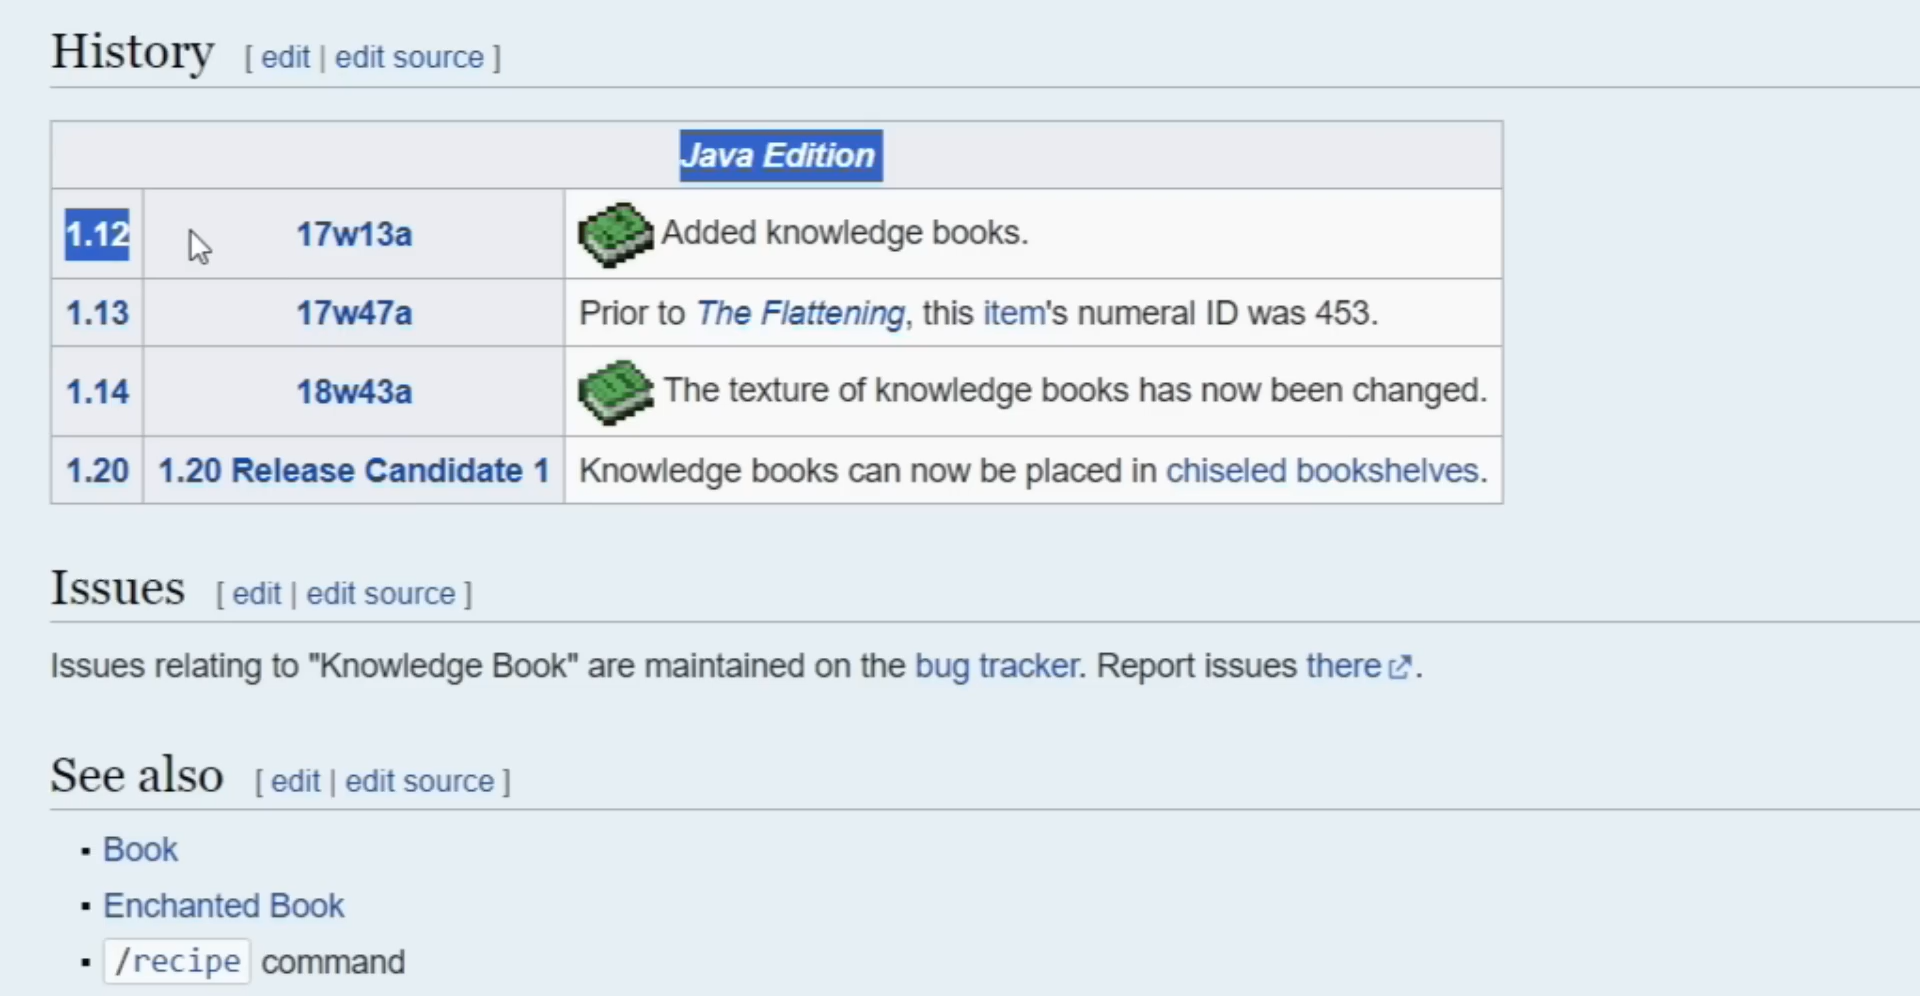 History [ edit | edit source ]
Java Edition
1.12 17w13a Added knowledge books.
1.13 17w47a Prior to The Flattening, this item's numeral ID was 453.
1.14 18w43a The texture of knowledge books has now been changed.
1.20 1.20 Release Candidate 1 Knowledge books can now be placed in chiseled bookshelves.
Issues [ edit | edit source ]
Issues relating to "Knowledge Book" are maintained on the bug tracker. Report issues there.
See also [ edit | edit source ]
▪ Book
▪ Enchanted Book
▪ /recipe command